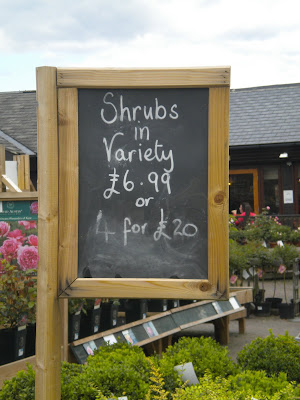 Shrubs
in
Variety
£6.99
or
4 for £20